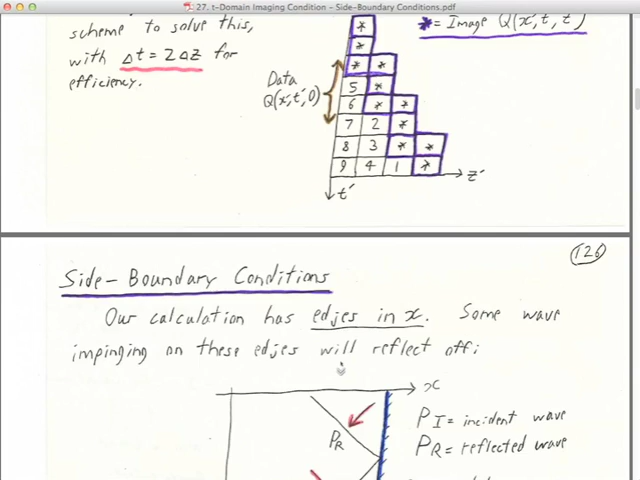 27. t-Domain Imaging Condition - Side-Boundary Conditions.pdf
scheme to solve this,
with Δt = 2Δz for
efficiency.
Data
Q(x',t',0)
*
*
* *
5 *
6 * *
7 2 *
8 3 * *
9 4 1 *
z'
t'
* = Image Q(x',t',t')
126
Side-Boundary Conditions
Our calculation has edjes in x. Some wave
impinging on these edjes will reflect off:
x
PR
PI = incident wave
PR = reflected wave